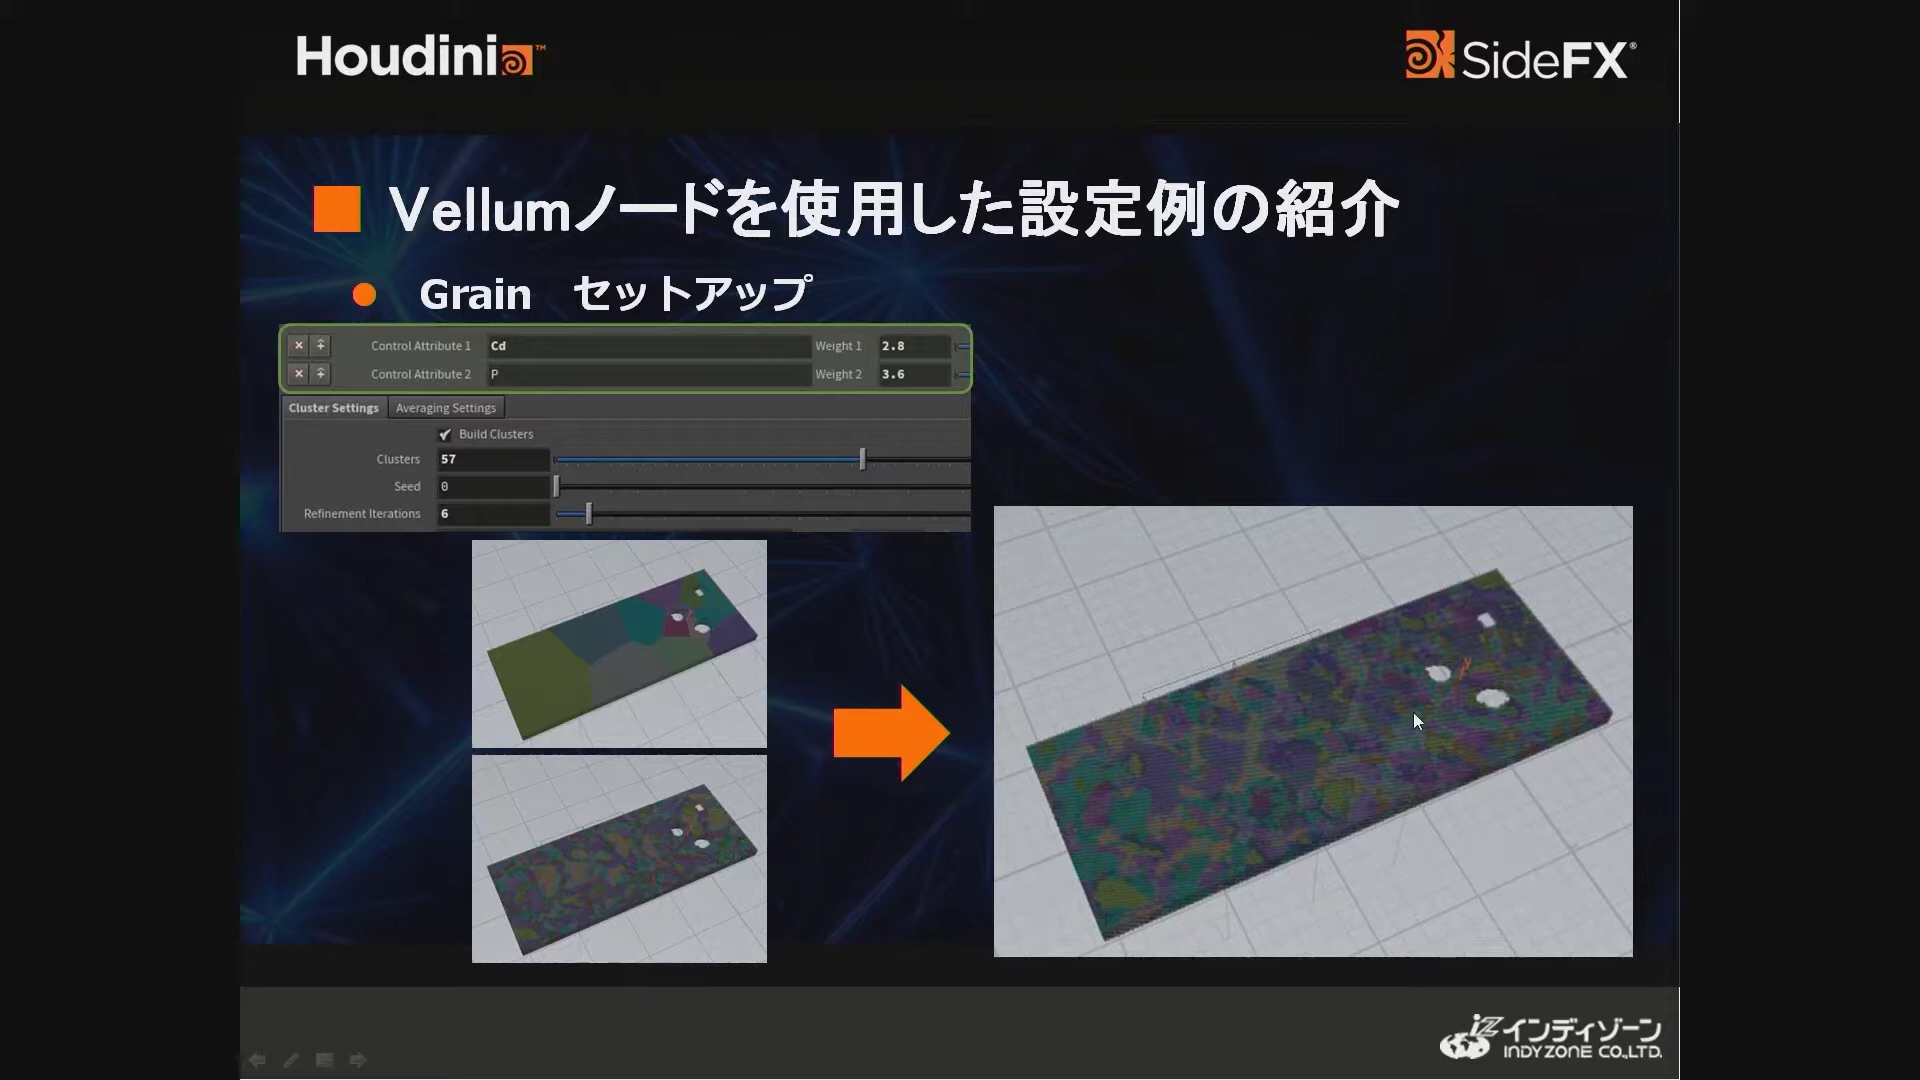 Houdini™
SideFX®
Vellumノードを使用した設定例の紹介
Grain　セットアップ
Control Attribute 1 Cd Weight 1 2.8
Control Attribute 2 P Weight 2 3.6
Cluster Settings Averaging Settings
Build Clusters
Clusters 57
Seed 0
Refinement Iterations 6
インディゾーン
INDYZONE CO.,LTD.